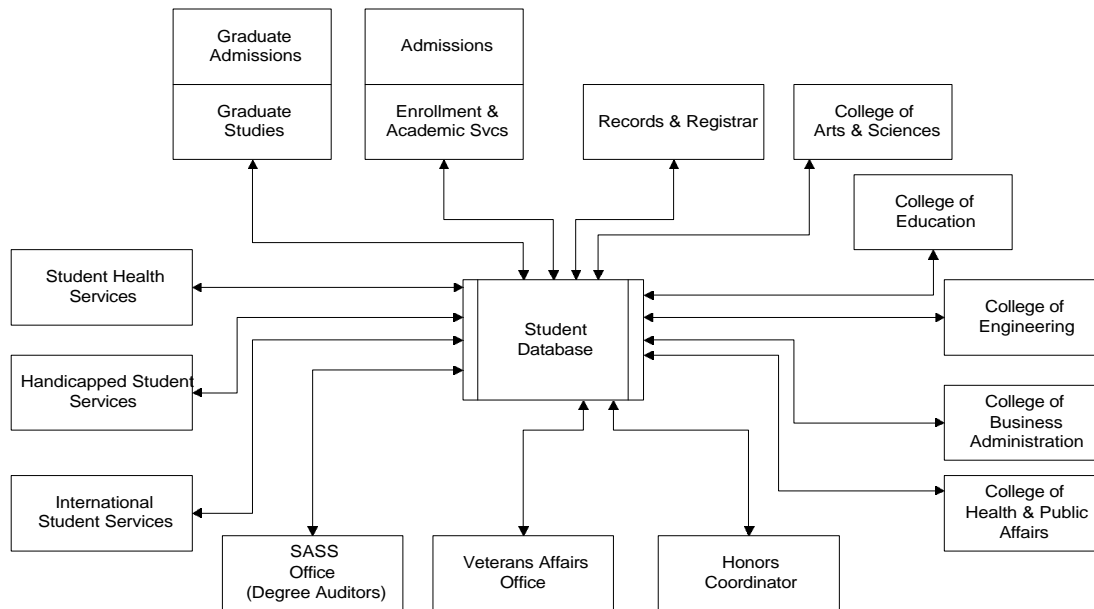 Graduate
Admissions
Graduate
Studies
Admissions
Enrollment &
Academic Svcs
Records & Registrar
College of
Arts & Sciences
College of
Education
Student Health
Services
Student
Database
College of
Engineering
Handicapped Student
Services
College of
Business
Administration
International
Student Services
College of
Health & Public
Affairs
SASS
Office
(Degree Auditors)
Veterans Affairs
Office
Honors
Coordinator